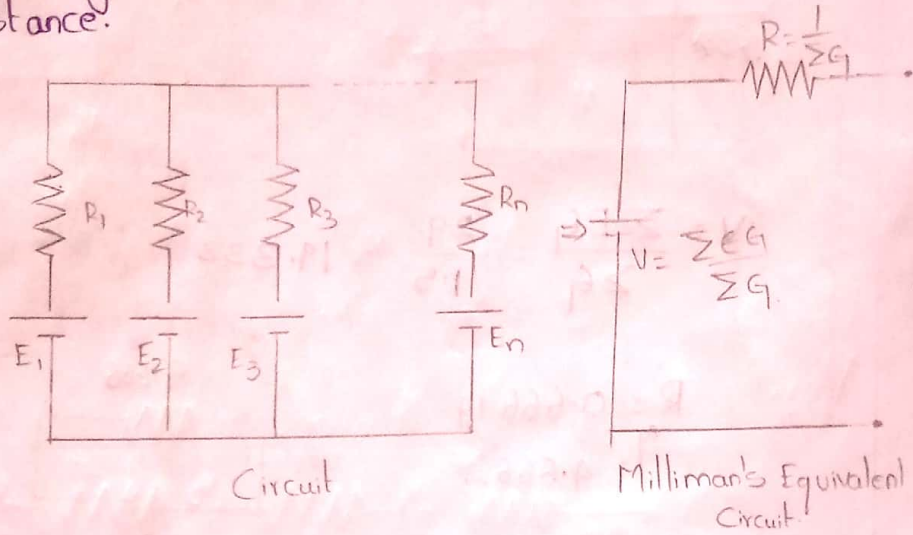 tance?
R = 1/ΣG
R1
R2
R3
Rn
V = ΣEG/ΣG
E1
E2
E3
En
Circuit
Milliman's Equivalent
Circuit.